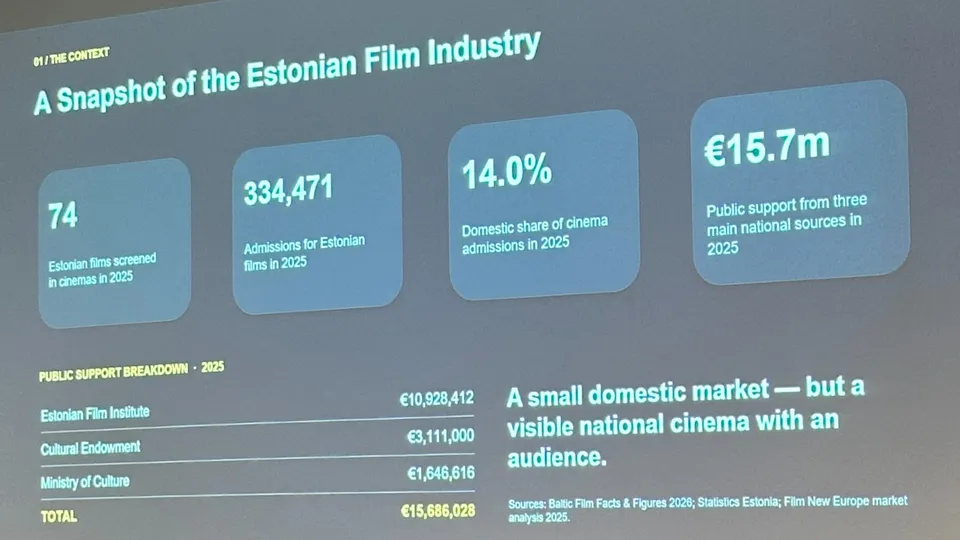 01 / THE CONTEXT
A Snapshot of the Estonian Film Industry
74
Estonian films screened
in cinemas in 2025
334,471
Admissions for Estonian
films in 2025
14.0%
Domestic share of cinema
admissions in 2025
€15.7m
Public support from three
main national sources in
2025
PUBLIC SUPPORT BREAKDOWN · 2025
Estonian Film Institute €10,928,412
Cultural Endowment €3,111,000
Ministry of Culture €1,646,616
TOTAL €15,686,028
A small domestic market — but a
visible national cinema with an
audience.
Sources: Baltic Film Facts & Figures 2026; Statistics Estonia; Film New Europe market
analysis 2025.